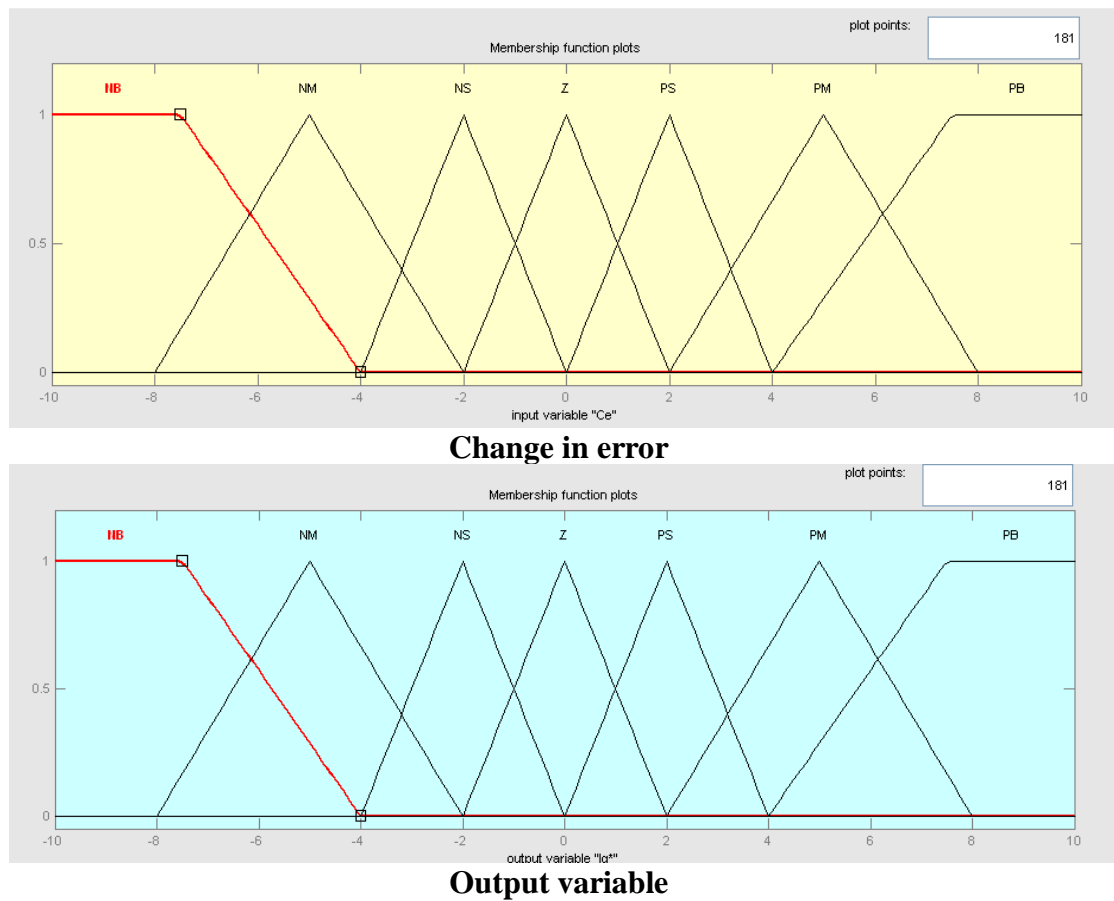 plot points: 181
Membership function plots
NB NM NS Z PS PM PB
1
0.5
0
-10 -8 -6 -4 -2 0 2 4 6 8 10
input variable "Ce"
Change in error
plot points: 181
Membership function plots
NB NM NS Z PS PM PB
1
0.5
0
-10 -8 -6 -4 -2 0 2 4 6 8 10
output variable
Output variable